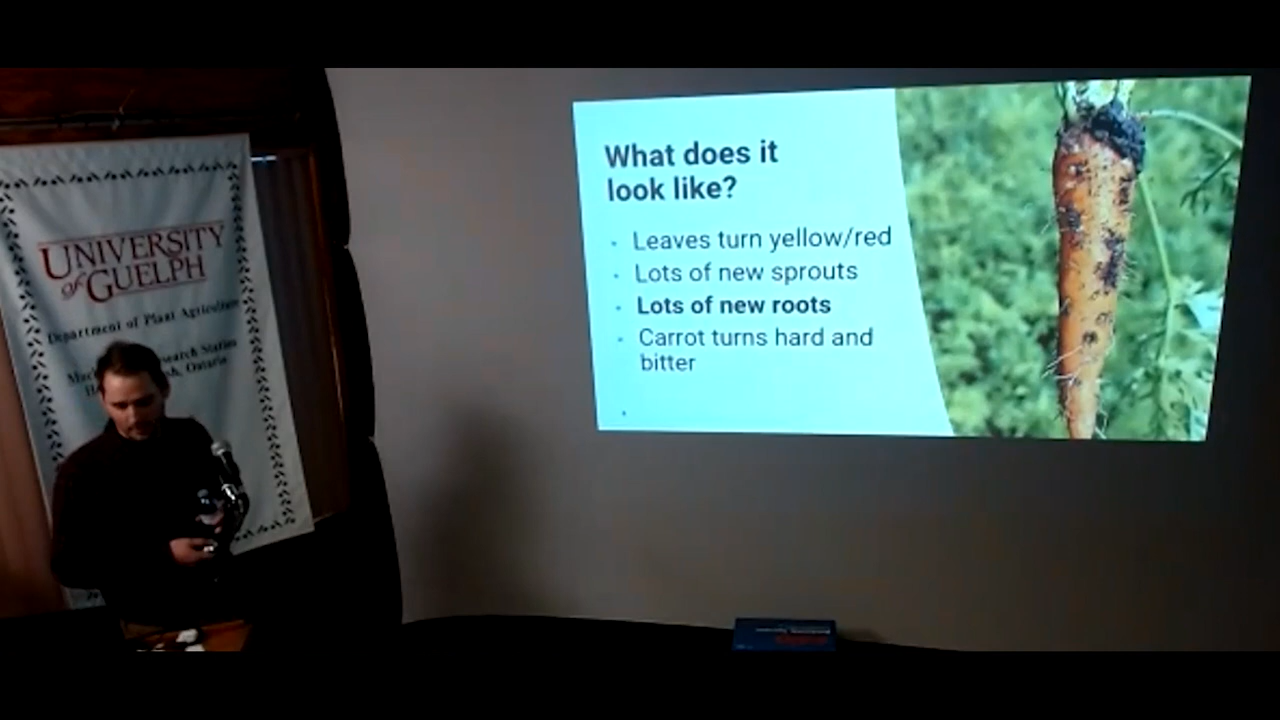 UNIVERSITY
of GUELPH
Department of Plant Agriculture
What does it
look like?
Leaves turn yellow/red
Lots of new sprouts
Lots of new roots
Carrot turns hard and
bitter
Ontario